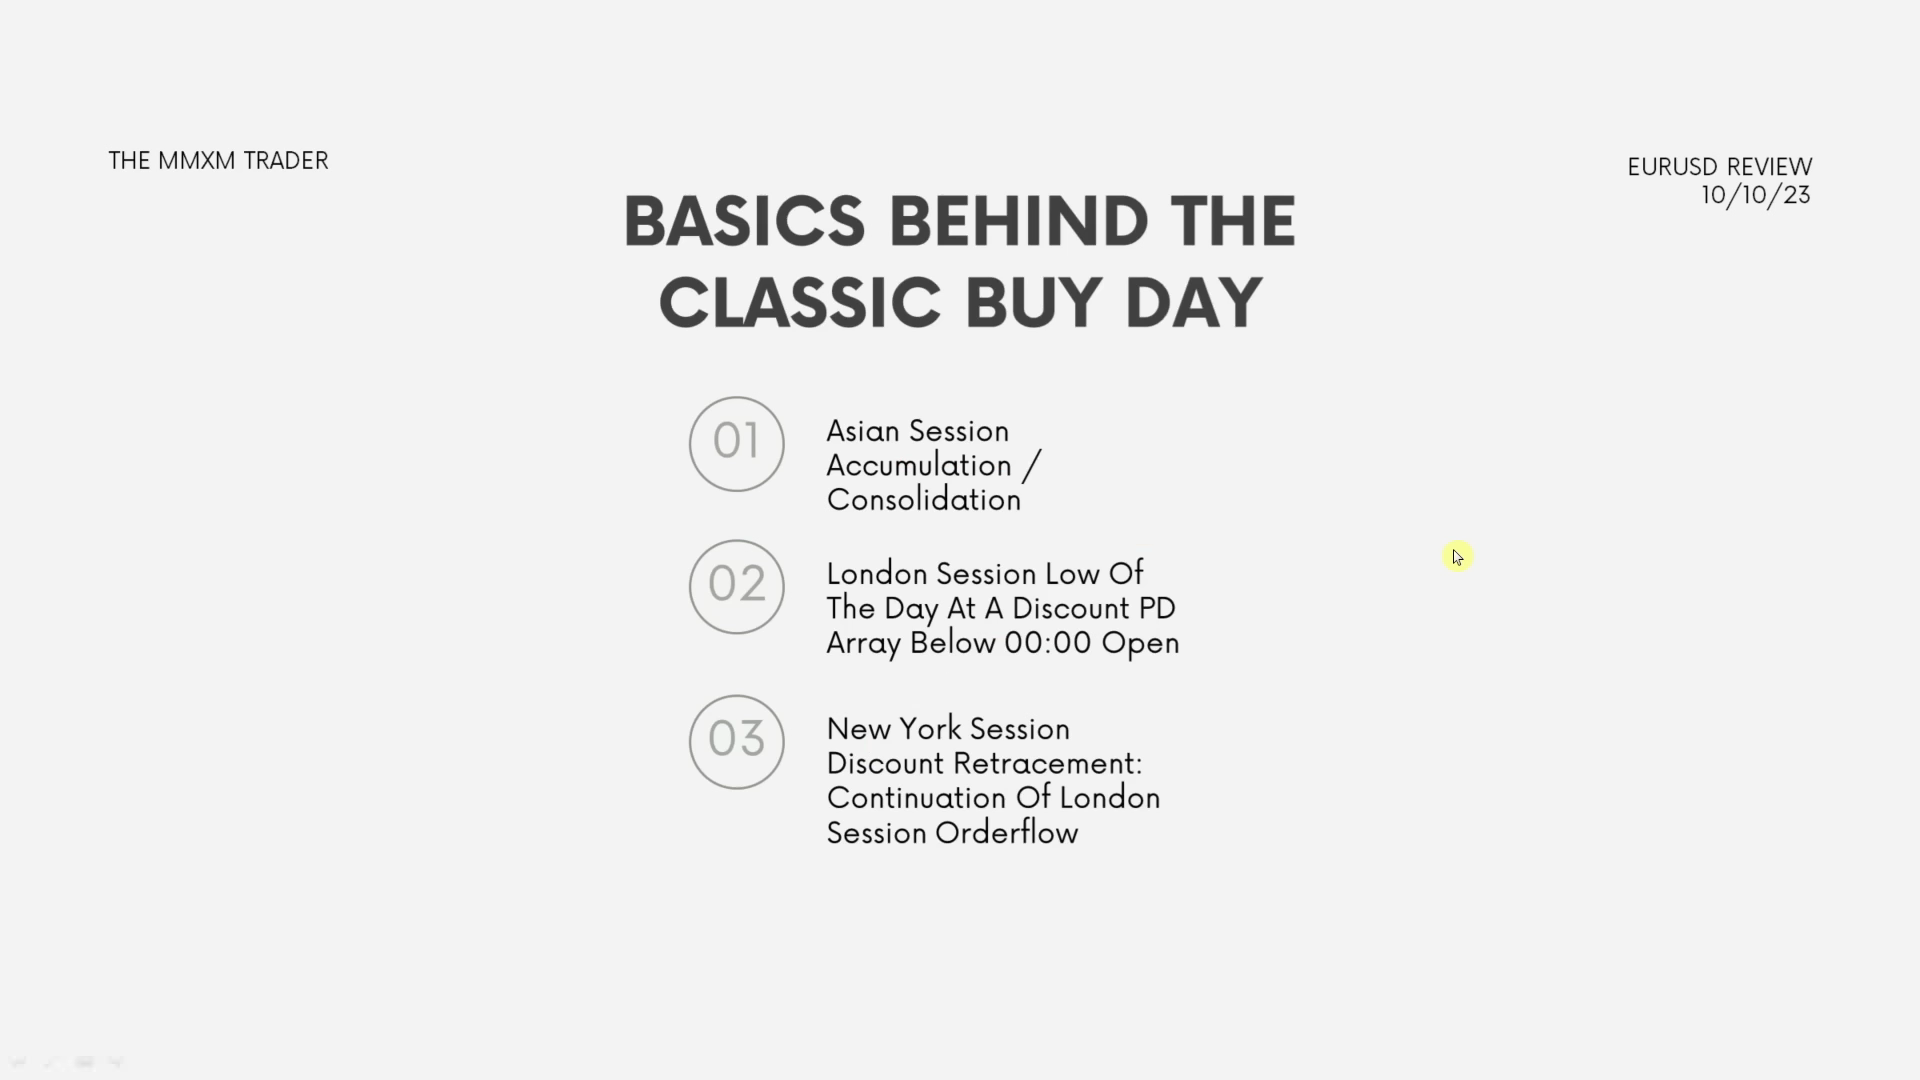 THE MMXM TRADER
EURUSD REVIEW
10/10/23
BASICS BEHIND THE
CLASSIC BUY DAY
01
Asian Session
Accumulation /
Consolidation
02
London Session Low Of
The Day At A Discount PD
Array Below 00:00 Open
03
New York Session
Discount Retracement:
Continuation Of London
Session Orderflow